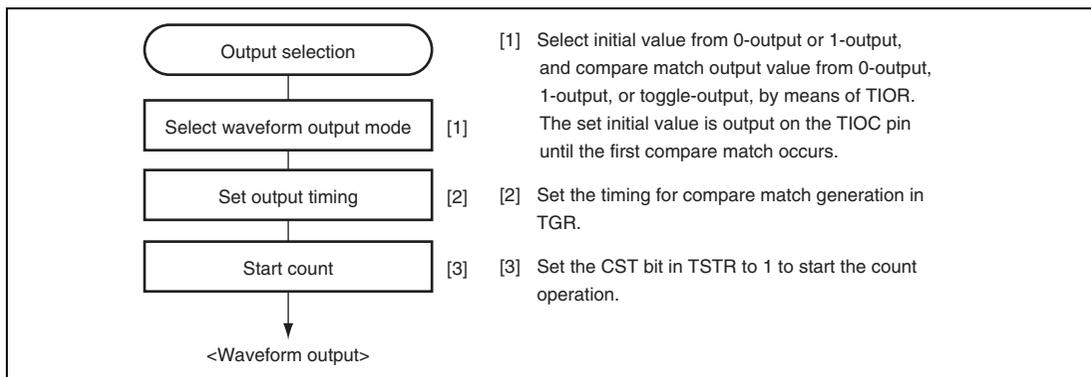 Output selection
Select waveform output mode [1]
Set output timing [2]
Start count [3]
<Waveform output>
[1] Select initial value from 0-output or 1-output,
and compare match output value from 0-output,
1-output, or toggle-output, by means of TIOR.
The set initial value is output on the TIOC pin
until the first compare match occurs.
[2] Set the timing for compare match generation in
TGR.
[3] Set the CST bit in TSTR to 1 to start the count
operation.